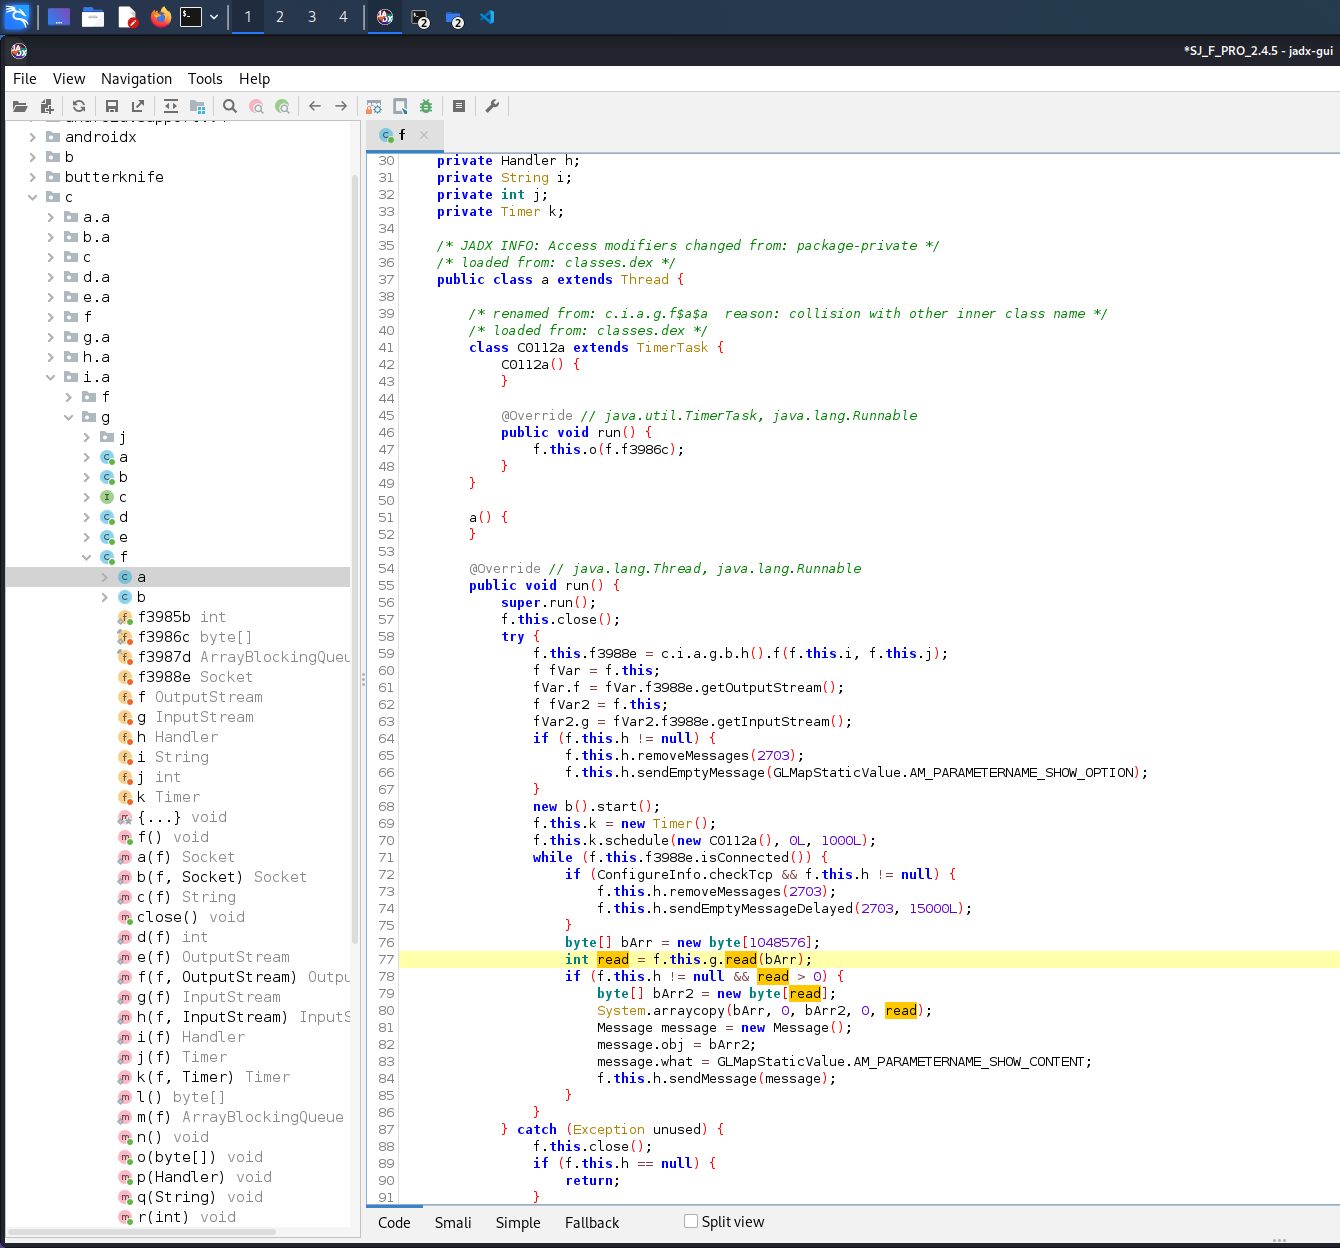 1 2 3 4 2 2
*SJ_F_PRO_2.4.5 - jadx-gui
File View Navigation Tools Help
androidx
b
butterknife
c
a.a
b.a
c
d.a
e.a
f
g.a
h.a
i.a
f
g
j
a
b
c
d
e
f
a
b
f3985b int
f3986c byte[]
f3987d ArrayBlockingQueu
f3988e Socket
f OutputStream
g InputStream
h Handler
i String
j int
k Timer
{...} void
f() void
a(f) Socket
b(f, Socket) Socket
c(f) String
close() void
d(f) int
e(f) OutputStream
f(f, OutputStream) Outpu
g(f) InputStream
h(f, InputStream) InputS
i(f) Handler
j(f) Timer
k(f, Timer) Timer
l() byte[]
m(f) ArrayBlockingQueue
n() void
o(byte[]) void
p(Handler) void
q(String) void
r(int) void
f
30 private Handler h;
31 private String i;
32 private int j;
33 private Timer k;
34
35 /* JADX INFO: Access modifiers changed from: package-private */
36 /* loaded from: classes.dex */
37 public class a extends Thread {
38
39 /* renamed from: c.i.a.g.f$a$a  reason: collision with other inner class name */
40 /* loaded from: classes.dex */
41 class C0112a extends TimerTask {
42 C0112a() {
43 }
44
45 @Override // java.util.TimerTask, java.lang.Runnable
46 public void run() {
47 f.this.o(f.f3986c);
48 }
49 }
50
51 a() {
52 }
53
54 @Override // java.lang.Thread, java.lang.Runnable
55 public void run() {
56 super.run();
57 f.this.close();
58 try {
59 f.this.f3988e = c.i.a.g.b.h().f(f.this.i, f.this.j);
60 f fVar = f.this;
61 fVar.f = fVar.f3988e.getOutputStream();
62 f fVar2 = f.this;
63 fVar2.g = fVar2.f3988e.getInputStream();
64 if (f.this.h != null) {
65 f.this.h.removeMessages(2703);
66 f.this.h.sendEmptyMessage(GLMapStaticValue.AM_PARAMETERNAME_SHOW_OPTION);
67 }
68 new b().start();
69 f.this.k = new Timer();
70 f.this.k.schedule(new C0112a(), 0L, 1000L);
71 while (f.this.f3988e.isConnected()) {
72 if (ConfigureInfo.checkTcp && f.this.h != null) {
73 f.this.h.removeMessages(2703);
74 f.this.h.sendEmptyMessageDelayed(2703, 15000L);
75 }
76 byte[] bArr = new byte[1048576];
77 int read = f.this.g.read(bArr);
78 if (f.this.h != null && read > 0) {
79 byte[] bArr2 = new byte[read];
80 System.arraycopy(bArr, 0, bArr2, 0, read);
81 Message message = new Message();
82 message.obj = bArr2;
83 message.what = GLMapStaticValue.AM_PARAMETERNAME_SHOW_CONTENT;
84 f.this.h.sendMessage(message);
85 }
86 }
87 } catch (Exception unused) {
88 f.this.close();
89 if (f.this.h == null) {
90 return;
91 }
Code Smali Simple Fallback Split view